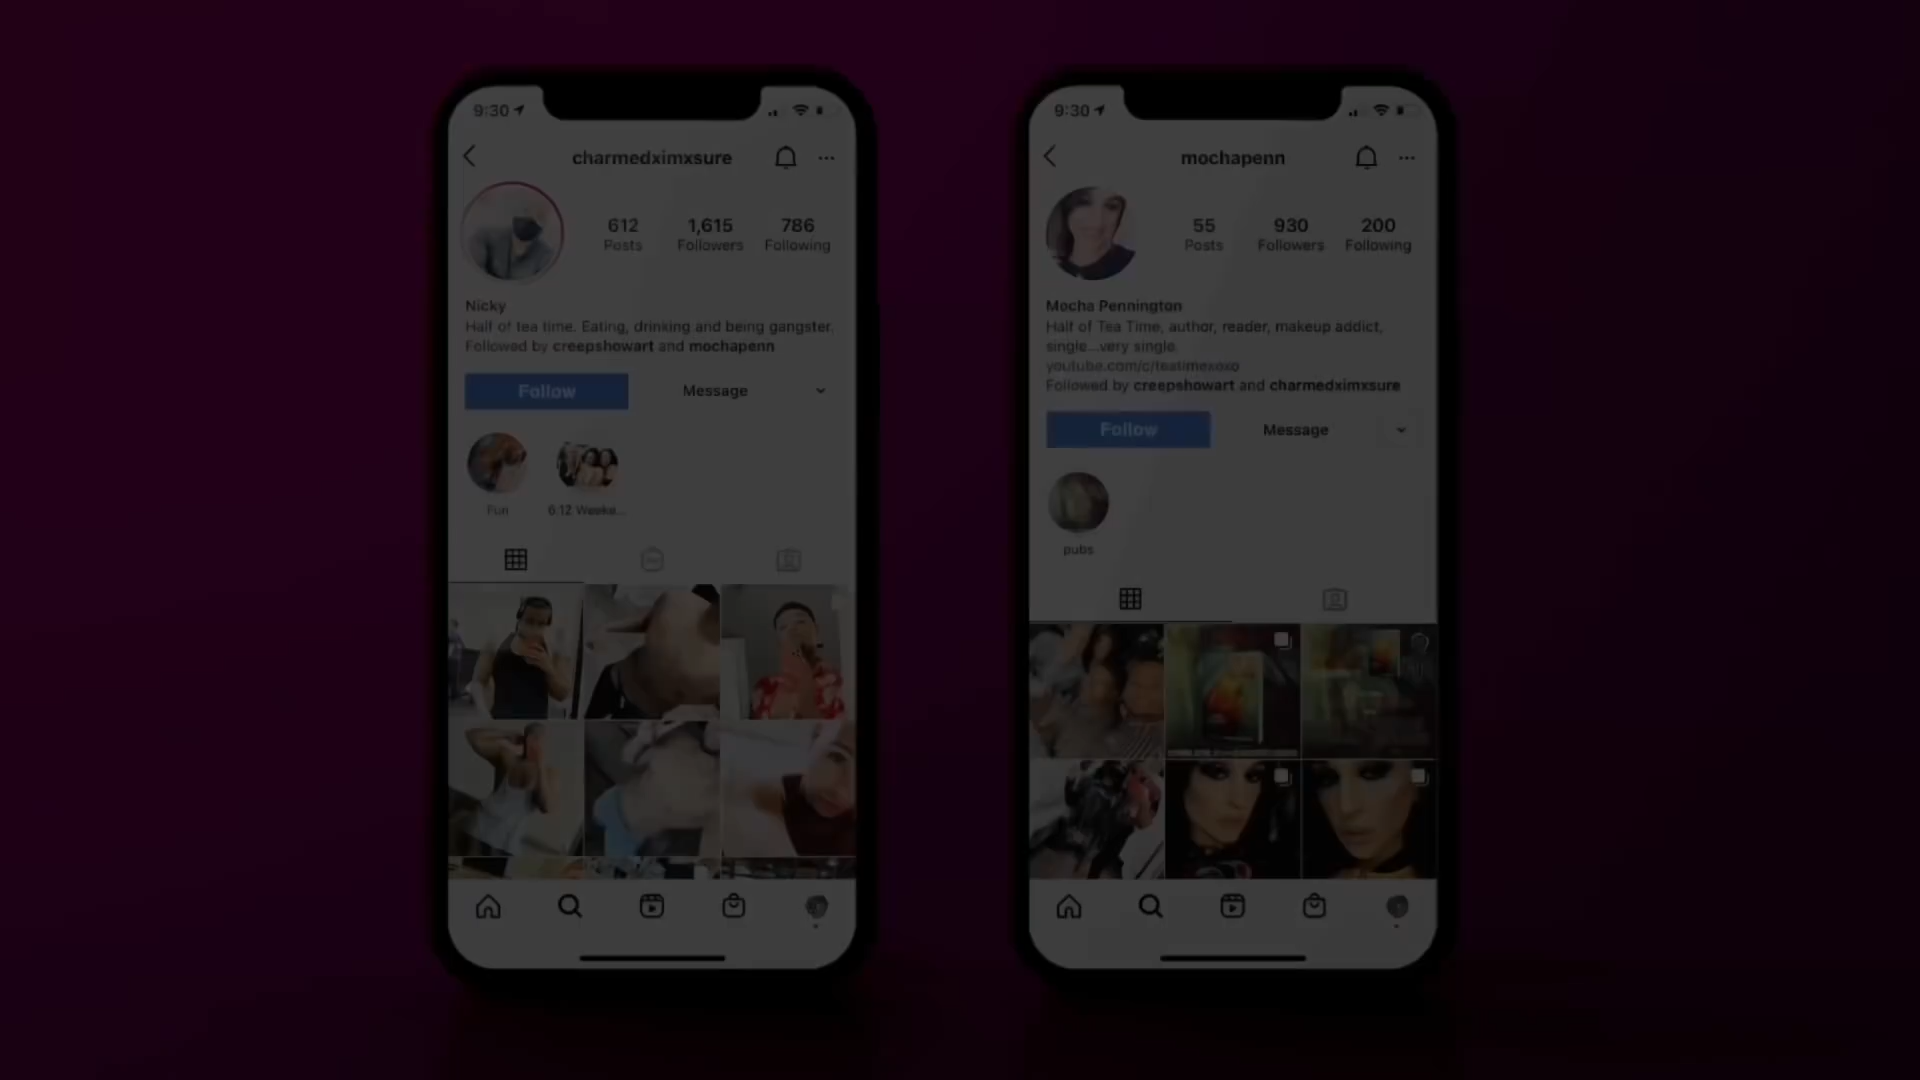 9:30
charmedximxsure
612
1,615
786
Posts
Followers
Following
Nicky
Half of tea time. Eating, drinking and being gangster.
Followed by creepshowart and mochapenn
Follow
Message
Fun
6:12 Weeke...
9:30
mochapenn
55
930
200
Posts
Followers
Following
Mocha Pennington
Half of Tea Time, author, reader, makeup addict,
single...very single.
youtube.com/c/teatimexoxo
Followed by creepshowart and charmedximxsure
Follow
Message
pubs